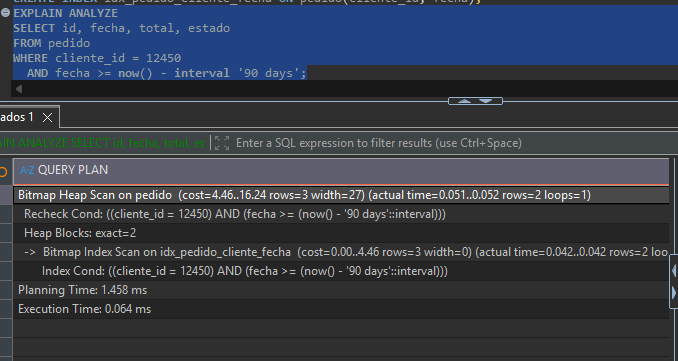 CREATE INDEX idx_pedido_cliente_fecha ON pedido(cliente_id, fecha);
EXPLAIN ANALYZE
SELECT id, fecha, total, estado
FROM pedido
WHERE cliente_id = 12450
AND fecha >= now() - interval '90 days';
ados 1
AIN ANALYZE SELECT id, fecha, total, es
Enter a SQL expression to filter results (use Ctrl+Space)
A-Z QUERY PLAN
Bitmap Heap Scan on pedido (cost=4.46..16.24 rows=3 width=27) (actual time=0.051..0.052 rows=2 loops=1)
Recheck Cond: ((cliente_id = 12450) AND (fecha >= (now() - '90 days'::interval)))
Heap Blocks: exact=2
-> Bitmap Index Scan on idx_pedido_cliente_fecha (cost=0.00..4.46 rows=3 width=0) (actual time=0.042..0.042 rows=2 loo
Index Cond: ((cliente_id = 12450) AND (fecha >= (now() - '90 days'::interval)))
Planning Time: 1.458 ms
Execution Time: 0.064 ms